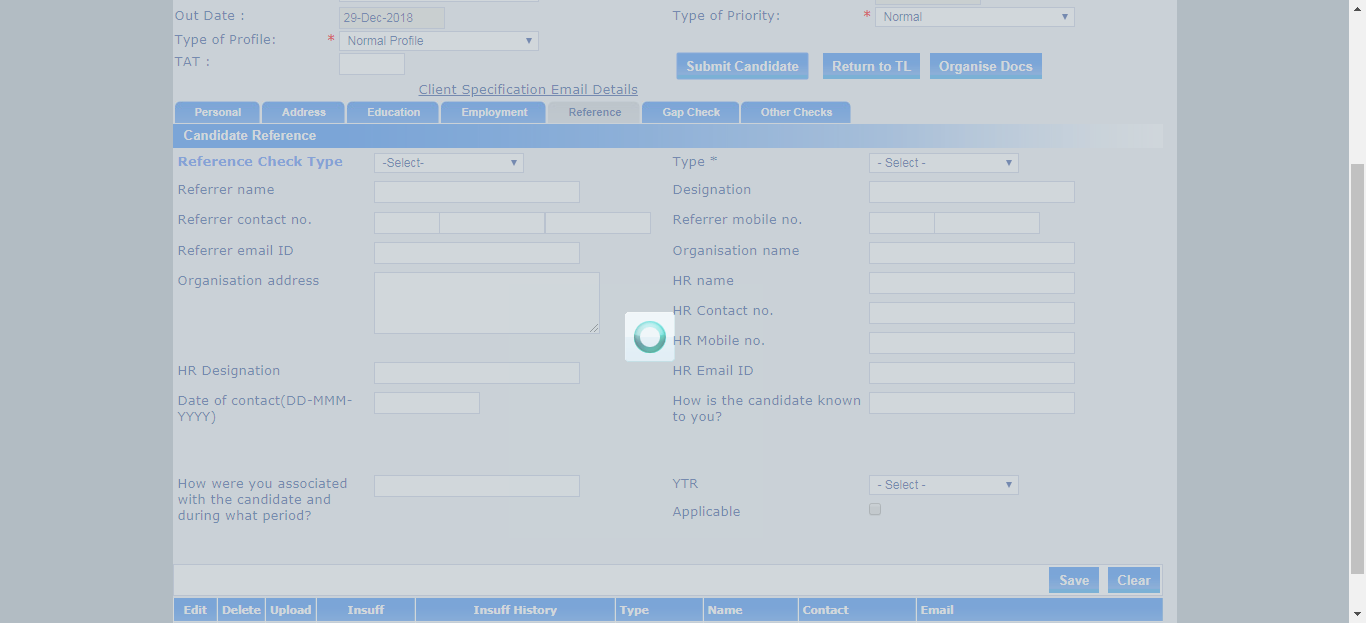 Out Date : 29-Dec-2018 Type of Priority: * Normal
Type of Profile: * Normal Profile
TAT :
Submit Candidate Return to TL Organise Docs
Client Specification Email Details
Personal Address Education Employment Reference Gap Check Other Checks
Candidate Reference
Reference Check Type -Select- Type * - Select -
Referrer name Designation
Referrer contact no. Referrer mobile no.
Referrer email ID Organisation name
Organisation address HR name
HR Contact no.
HR Mobile no.
HR Designation HR Email ID
Date of contact(DD-MMM- How is the candidate known
YYYY) to you?
How were you associated YTR - Select -
with the candidate and
during what period? Applicable
Save Clear
Edit Delete Upload Insuff Insuff History Type Name Contact Email